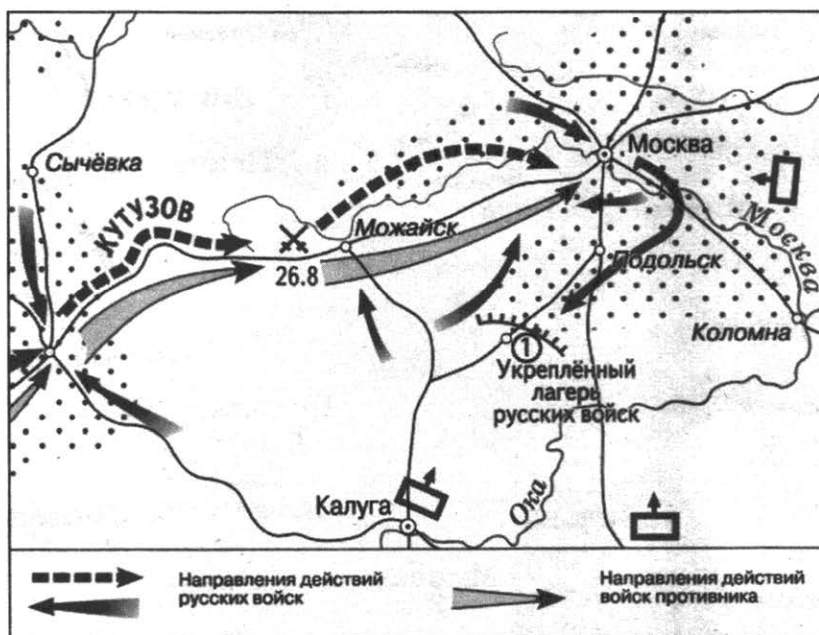 Москва
Сычёвка
КУТУЗОВ
Можайск
Москва
26.8
Подольск
Коломна
1
Укреплённый
лагерь
русских войск
Калуга
Ока
Направления действий
русских войск
Направления действий
войск противника